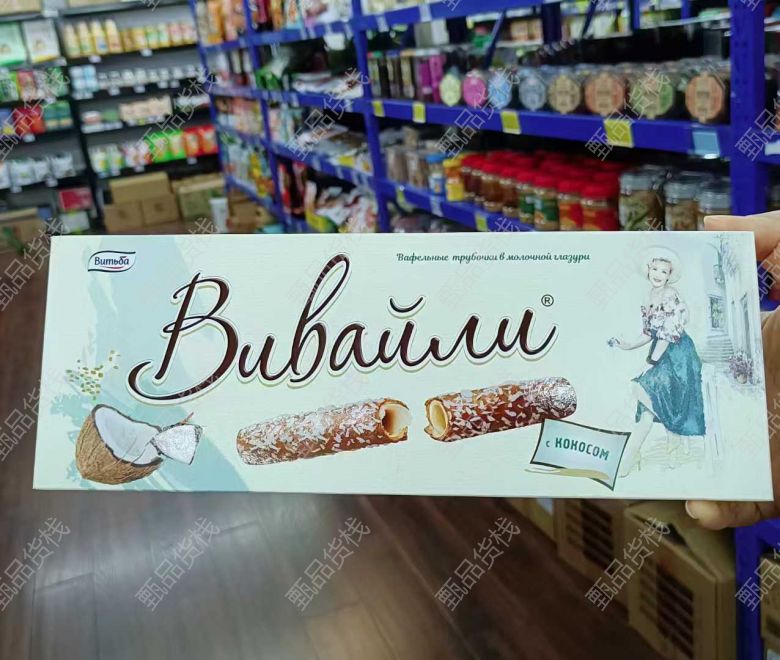 Витьба
Вафельные трубочки в молочной глазури
Вивайли®
с кокосом
甄品货栈